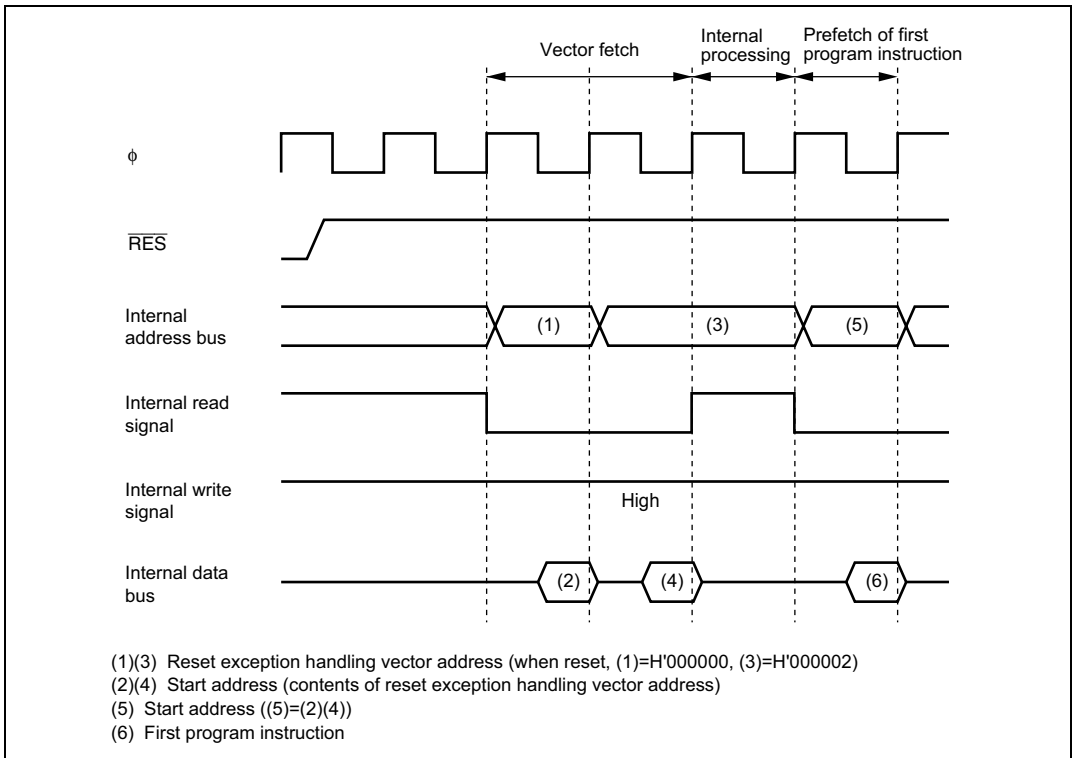 Vector fetch
Internal
processing
Prefetch of first
program instruction
ϕ
RES
Internal
address bus
(1)
(3)
(5)
Internal read
signal
Internal write
signal
High
Internal data
bus
(2)
(4)
(6)
(1)(3) Reset exception handling vector address (when reset, (1)=H'000000, (3)=H'000002)
(2)(4) Start address (contents of reset exception handling vector address)
(5) Start address ((5)=(2)(4))
(6) First program instruction